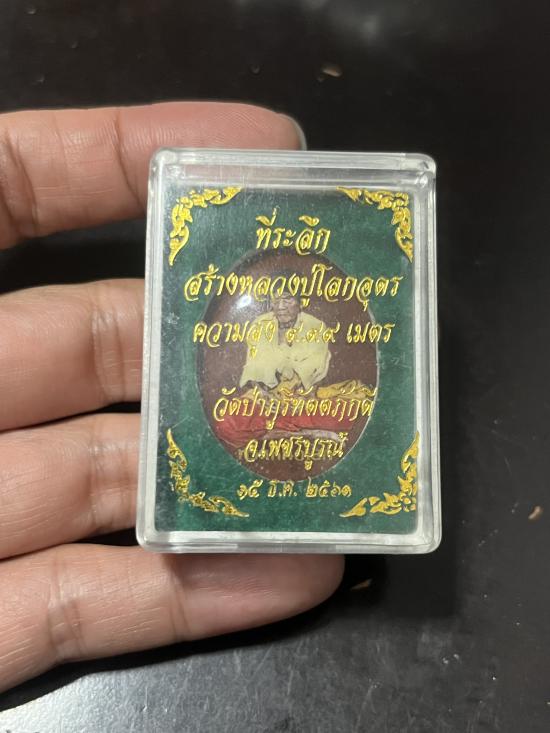 ที่ระลึก
สร้างหลวงปู่โลกอุดร
ความสูง ๙.๙๙ เมตร
วัดป่าภูริทัตตภักดี
จ.เพชรบูรณ์
๑๕ ธ.ค. ๒๕๖๑